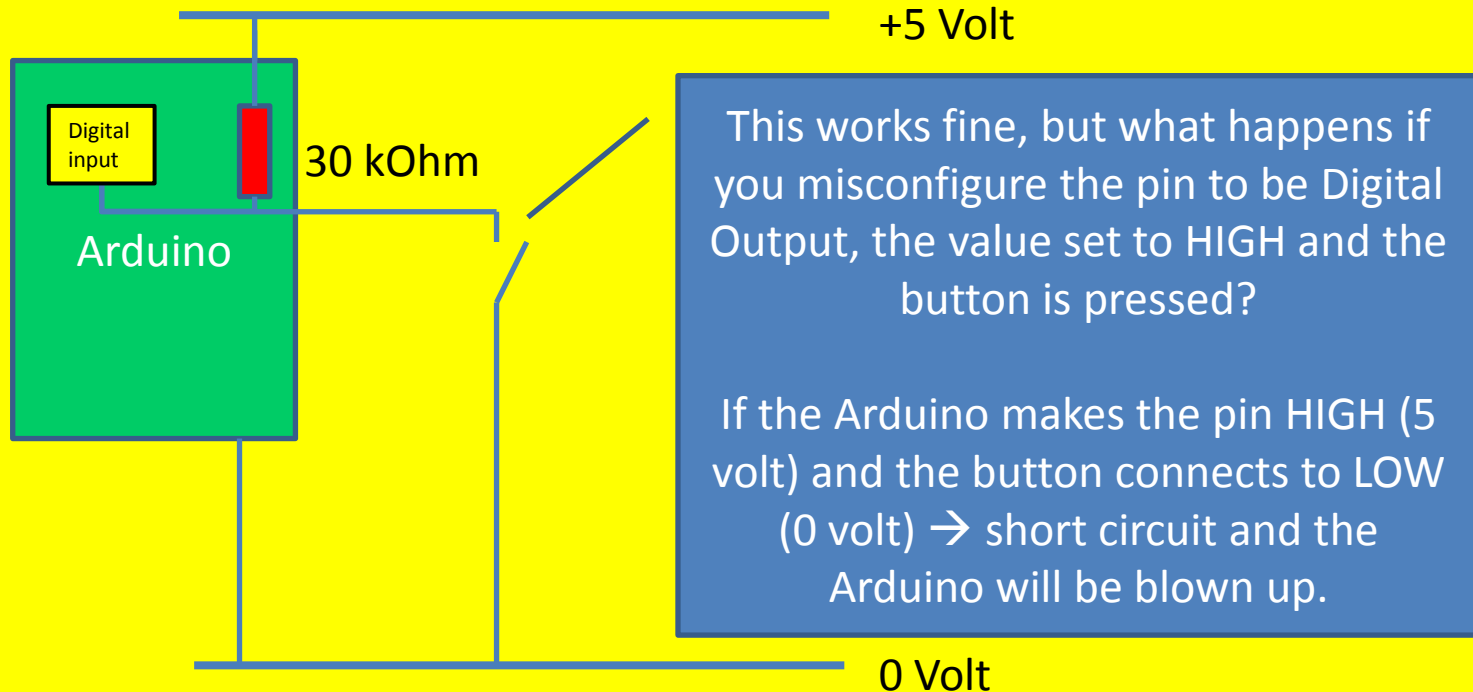 +5 Volt
Digital
input
30 kOhm
Arduino
This works fine, but what happens if
you misconfigure the pin to be Digital
Output, the value set to HIGH and the
button is pressed?
If the Arduino makes the pin HIGH (5
volt) and the button connects to LOW
(0 volt) → short circuit and the
Arduino will be blown up.
0 Volt